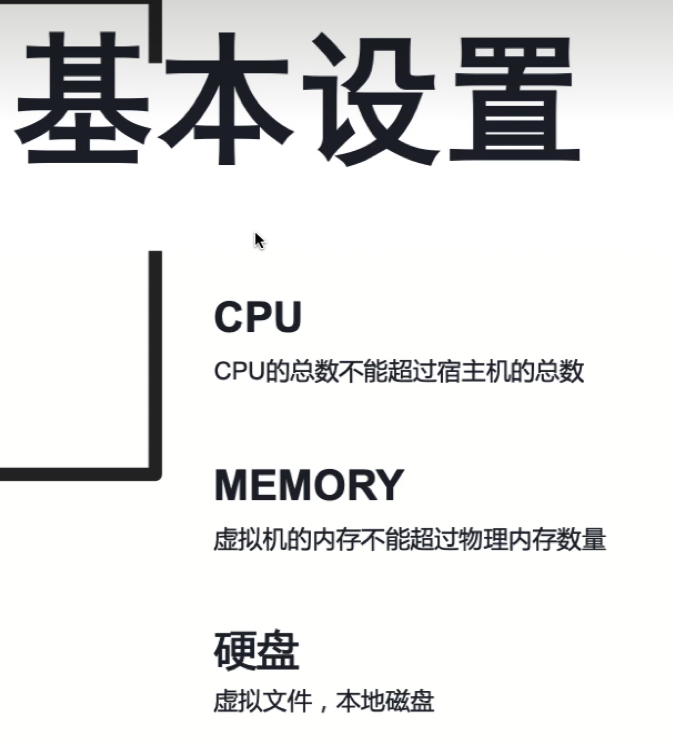 基本设置
CPU
CPU的总数不能超过宿主机的总数
MEMORY
虚拟机的内存不能超过物理内存数量
硬盘
虚拟文件，本地磁盘